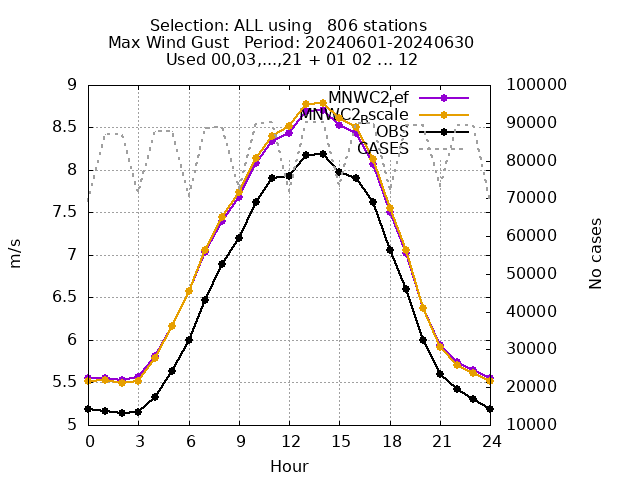 Selection: ALL using   806 stations
Max Wind Gust   Period: 20240601-20240630
Used 00,03,...,21 + 01 02 ... 12
9
8.5
8
7.5
7
6.5
6
5.5
5
100000
90000
80000
70000
60000
50000
40000
30000
20000
10000
MNWC2ref
MNWC2Bscale
OBS
CASES
m/s
No cases
0 3 6 9 12 15 18 21 24
Hour